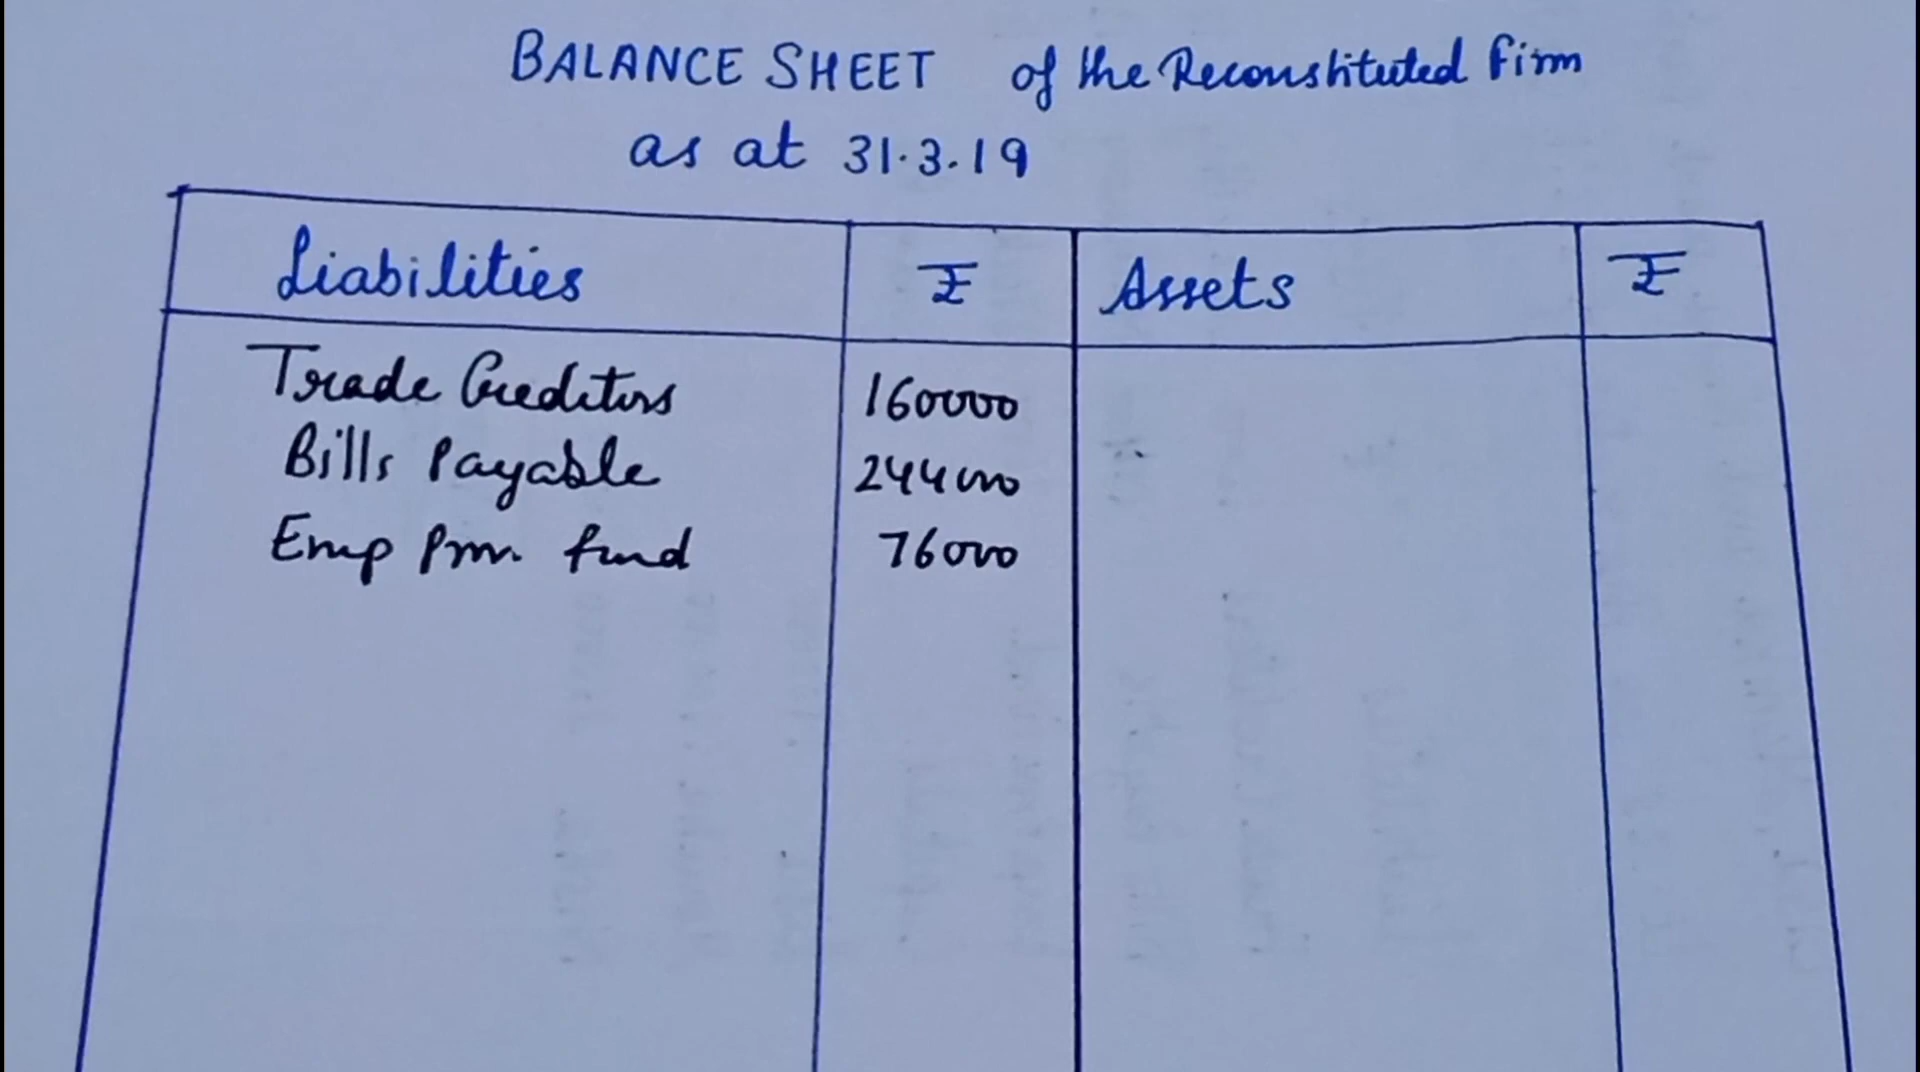 BALANCE SHEET of the Reconstituted Firm
as at 31.3.19
Liabilities ₹ Assets ₹
Trade Creditors 160000
Bills Payable 244000
Emp Prov. fund 76000